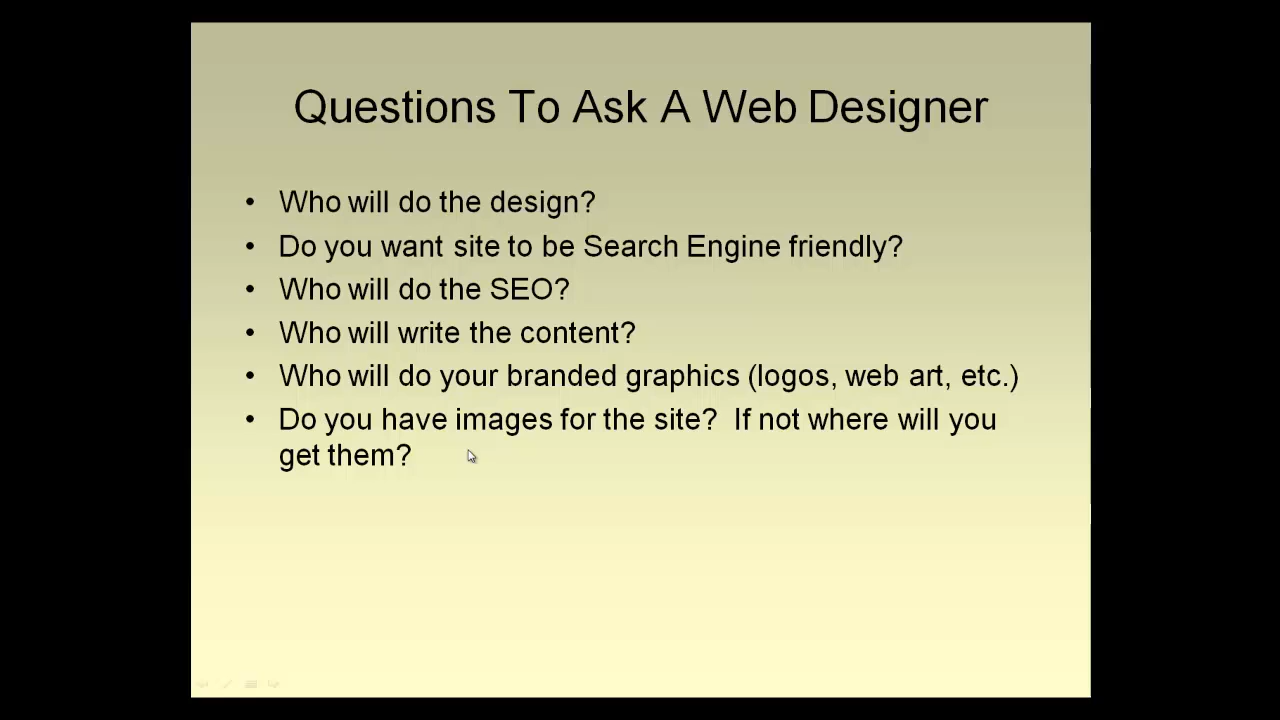 Questions To Ask A Web Designer
• Who will do the design?
• Do you want site to be Search Engine friendly?
• Who will do the SEO?
• Who will write the content?
• Who will do your branded graphics (logos, web art, etc.)
• Do you have images for the site?  If not where will you
get them?